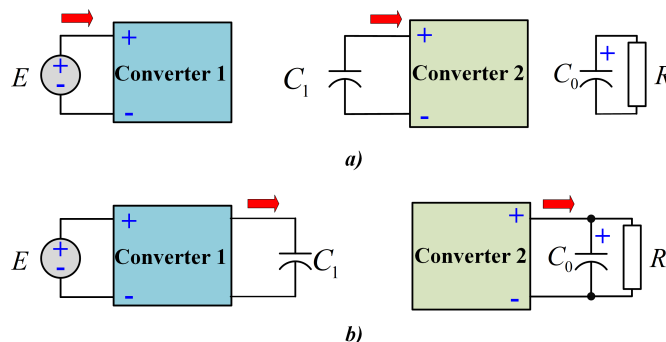 E + - + - Converter 1 C1 + - Converter 2 C0 + R
a)
E + - + - Converter 1 C1 Converter 2 + - C0 + R
b)